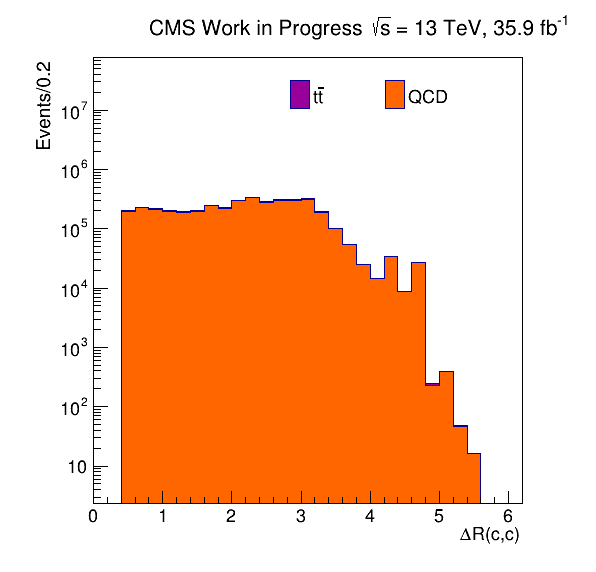 CMS Work in Progress √s = 13 TeV, 35.9 fb⁻¹
Events/0.2
tt̄ QCD
10⁷
10⁶
10⁵
10⁴
10³
10²
10
0 1 2 3 4 5 6
ΔR(c,c)